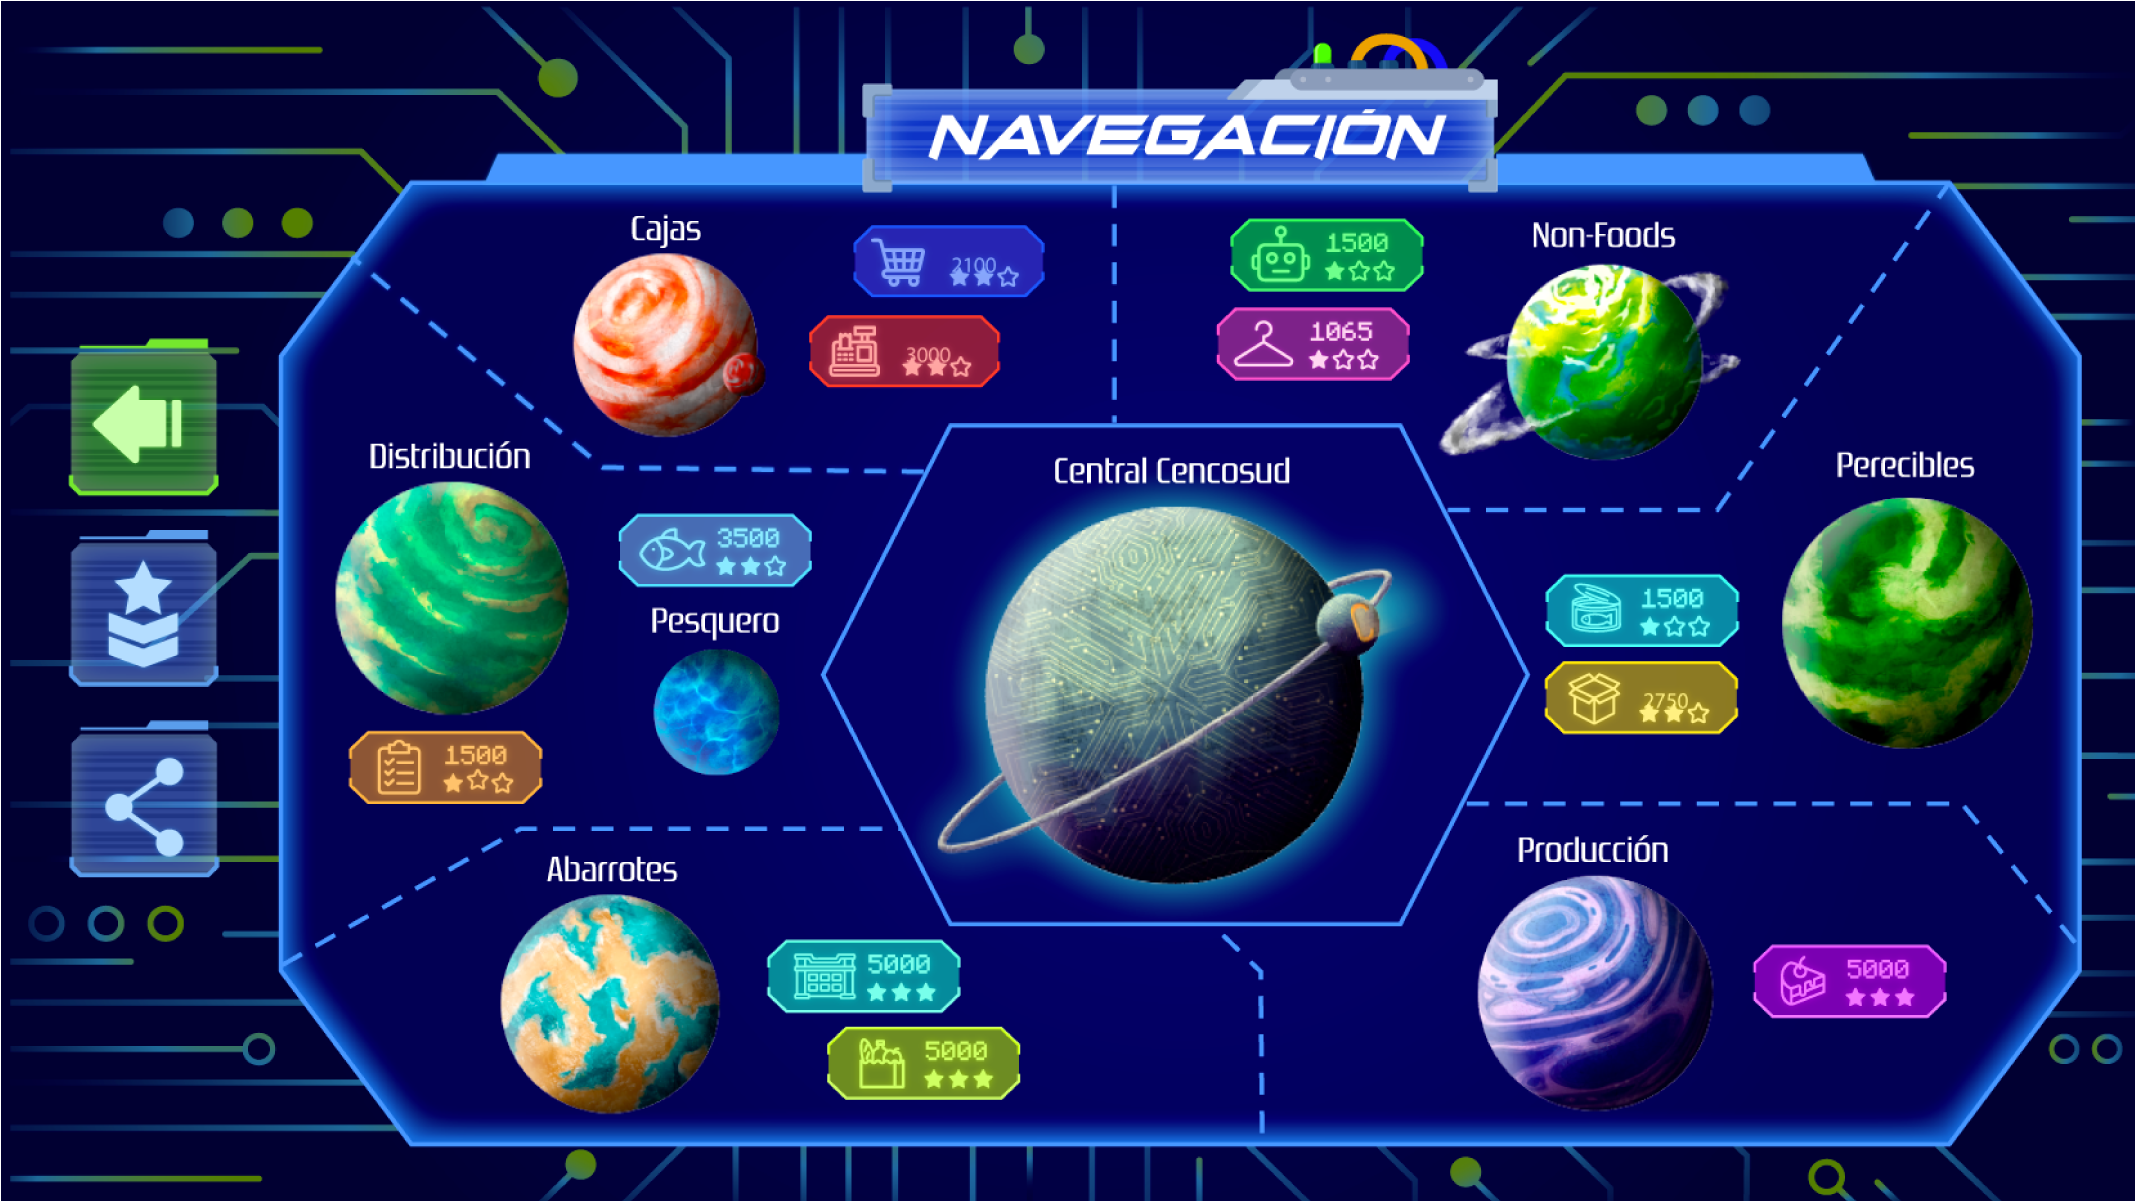 NAVEGACIÓN
Cajas
2100
3000
1500
1065
Non-Foods
Distribución
3500
Pesquero
1500
Central Cencosud
Perecibles
1500
2750
Abarrotes
5000
5000
Producción
5000